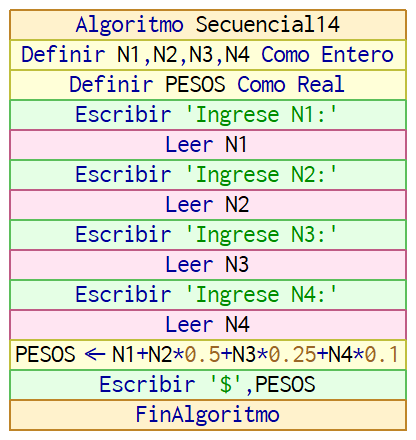 Algoritmo Secuencial14
Definir N1,N2,N3,N4 Como Entero
Definir PESOS Como Real
Escribir 'Ingrese N1:'
Leer N1
Escribir 'Ingrese N2:'
Leer N2
Escribir 'Ingrese N3:'
Leer N3
Escribir 'Ingrese N4:'
Leer N4
PESOS ← N1+N2*0.5+N3*0.25+N4*0.1
Escribir '$',PESOS
FinAlgoritmo